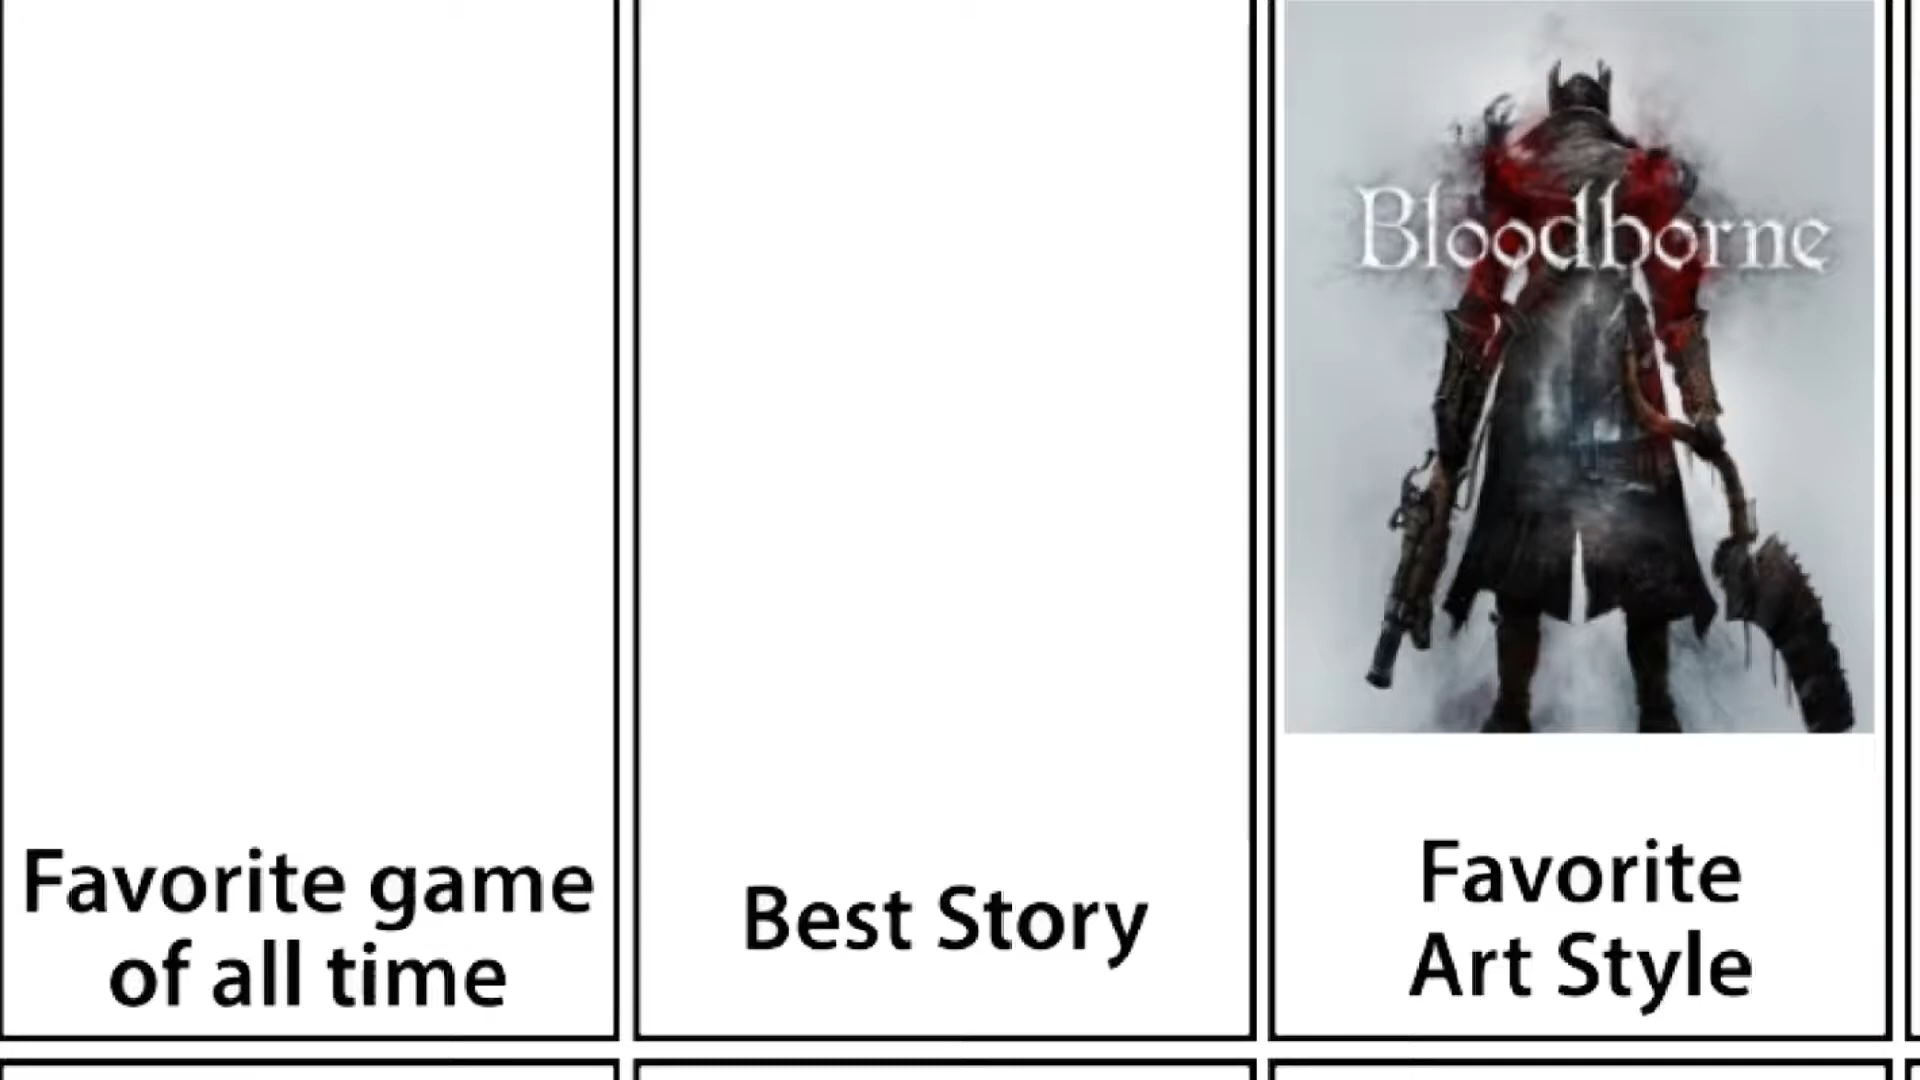 Bloodborne
Favorite game
of all time
Best Story
Favorite
Art Style